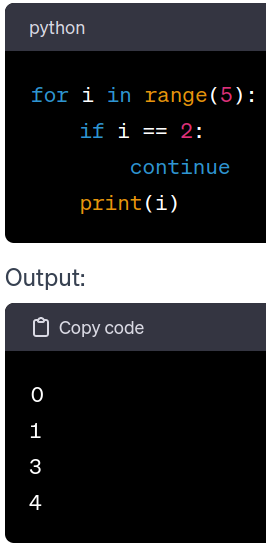 python
for i in range(5):
    if i == 2:
        continue
    print(i)
Output:
Copy code
0
1
3
4